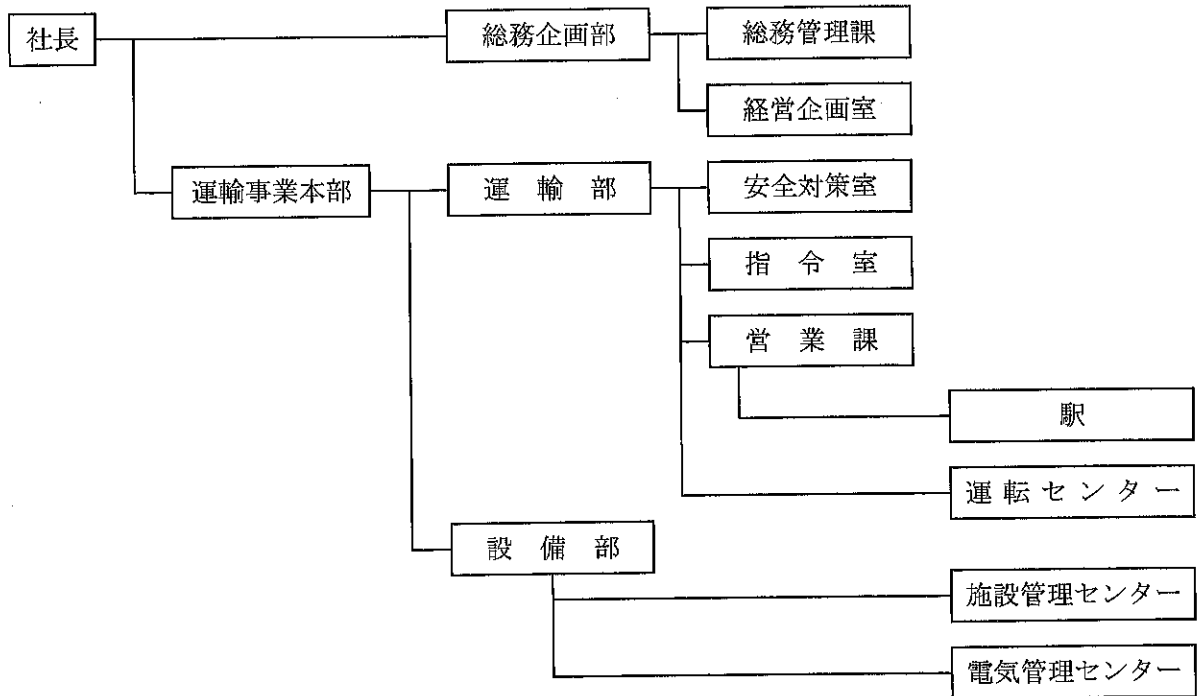 社長
総務企画部
総務管理課
経営企画室
運輸事業本部
運輸部
安全対策室
指令室
営業課
駅
運転センター
設備部
施設管理センター
電気管理センター